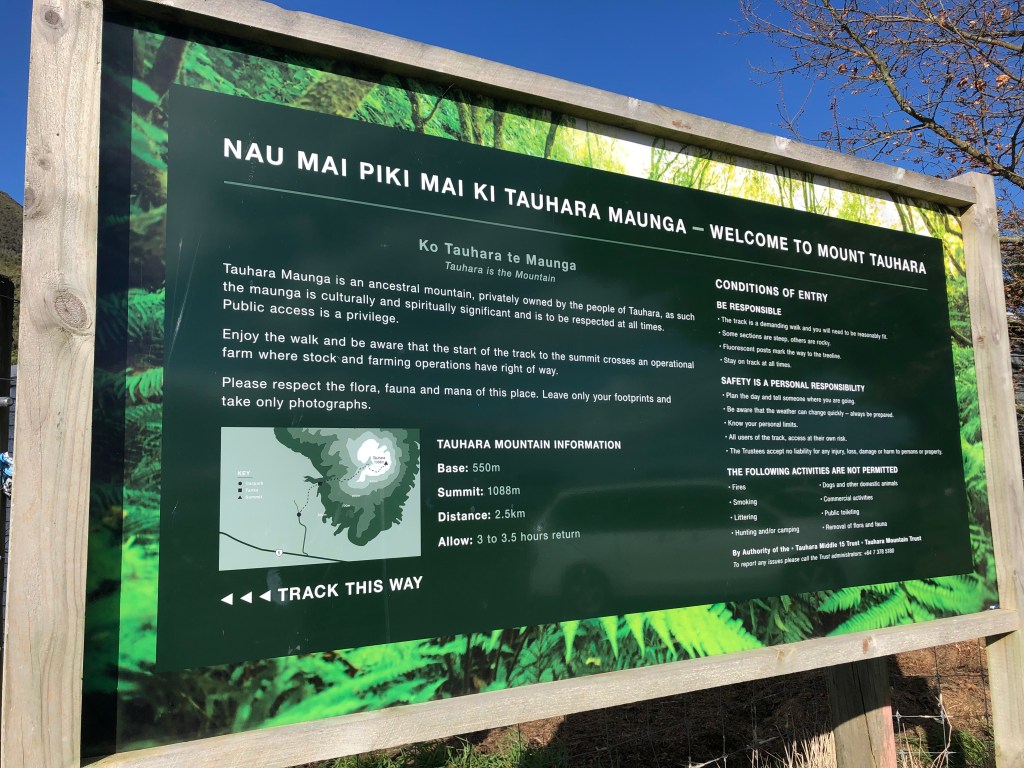 NAU MAI PIKI MAI KI TAUHARA MAUNGA – WELCOME TO MOUNT TAUHARA
Ko Tauhara te Maunga
Tauhara is the Mountain
Tauhara Maunga is an ancestral mountain, privately owned by the people of Tauhara, as such
the maunga is culturally and spiritually significant and is to be respected at all times.
Public access is a privilege.
Enjoy the walk and be aware that the start of the track to the summit crosses an operational
farm where stock and farming operations have right of way.
Please respect the flora, fauna and mana of this place. Leave only your footprints and
take only photographs.
KEY
TAUHARA MOUNTAIN INFORMATION
Base: 550m
Summit: 1088m
Distance: 2.5km
Allow: 3 to 3.5 hours return
◄ ◄ ◄ TRACK THIS WAY
CONDITIONS OF ENTRY
BE RESPONSIBLE
• The track is a demanding walk and you will need to be reasonably fit.
• Some sections are steep, others are rocky.
• Fluorescent posts mark the way to the treeline.
• Stay on track at all times.
SAFETY IS A PERSONAL RESPONSIBILITY
• Plan the day and tell someone where you are going.
• Be aware that the weather can change quickly – always be prepared.
• Know your personal limits.
• All users of the track, access at their own risk.
• The Trustees accept no liability for any injury, loss, damage or harm to persons or property.
THE FOLLOWING ACTIVITIES ARE NOT PERMITTED
• Fires
• Smoking
• Littering
• Hunting and/or camping
• Dogs and other domestic animals
• Commercial activities
• Public toileting
• Removal of flora and fauna
By Authority of the • Tauhara Middle 15 Trust • Tauhara Mountain Trust
To report any issues please call the Trust administrators: